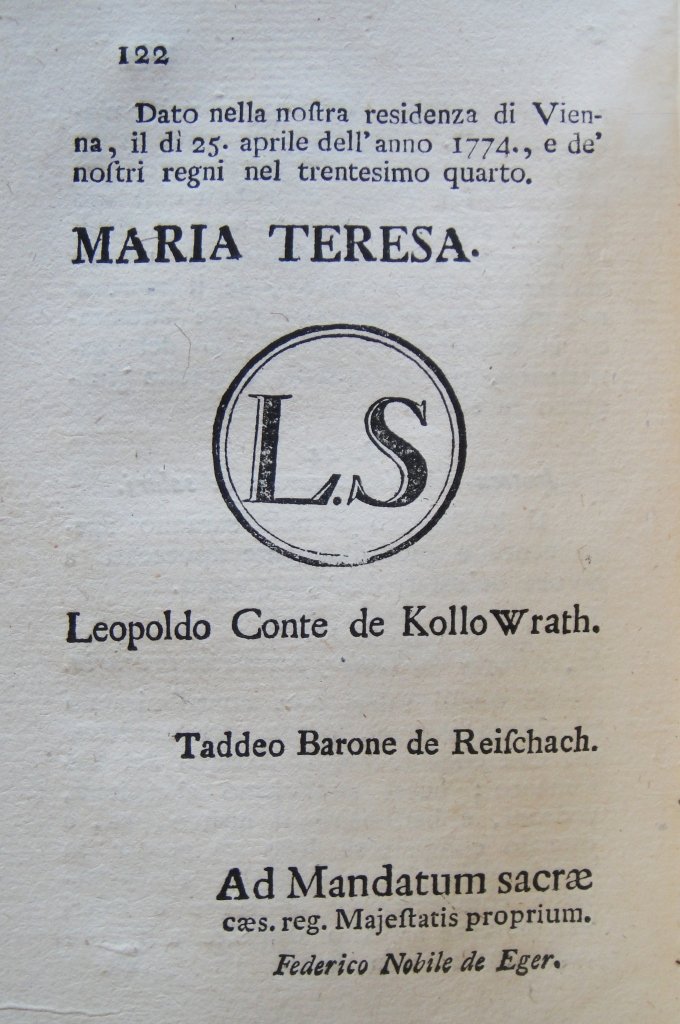 122
Dato nella noſtra residenza di Vien-
na, il dì 25. aprile dell' anno 1774., e de'
noſtri regni nel trentesimo quarto.
MARIA TERESA.
L.S
Leopoldo Conte de KolloWrath.
Taddeo Barone de Reiſchach.
Ad Mandatum sacræ
cæs. reg. Majeſtatis proprium.
Federico Nobile de Eger.